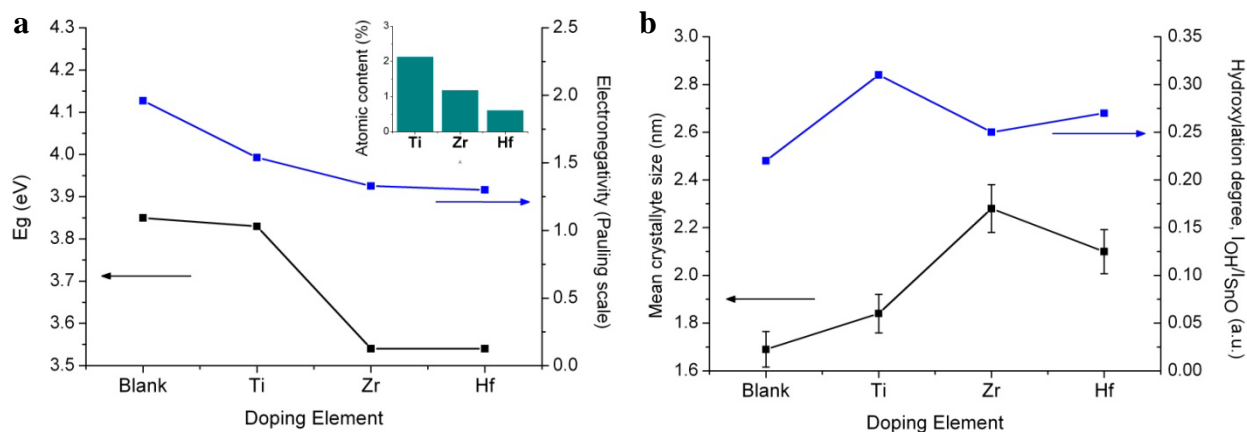 a
4.3
4.2
4.1
4.0
3.9
3.8
3.7
3.6
3.5
Eg (eV)
Blank
Ti
Zr
Hf
Doping Element
2.5
2.0
1.5
1.0
0.5
0.0
Electronegativity (Pauling scale)
3
2
1
0
Atomic content (%)
Ti
Zr
Hf
b
3.0
2.8
2.6
2.4
2.2
2.0
1.8
1.6
Mean crystallyte size (nm)
Blank
Ti
Zr
Hf
Doping Element
0.35
0.30
0.25
0.20
0.15
0.10
0.05
0.00
Hydroxylation degree, IOH/ISnO (a.u.)